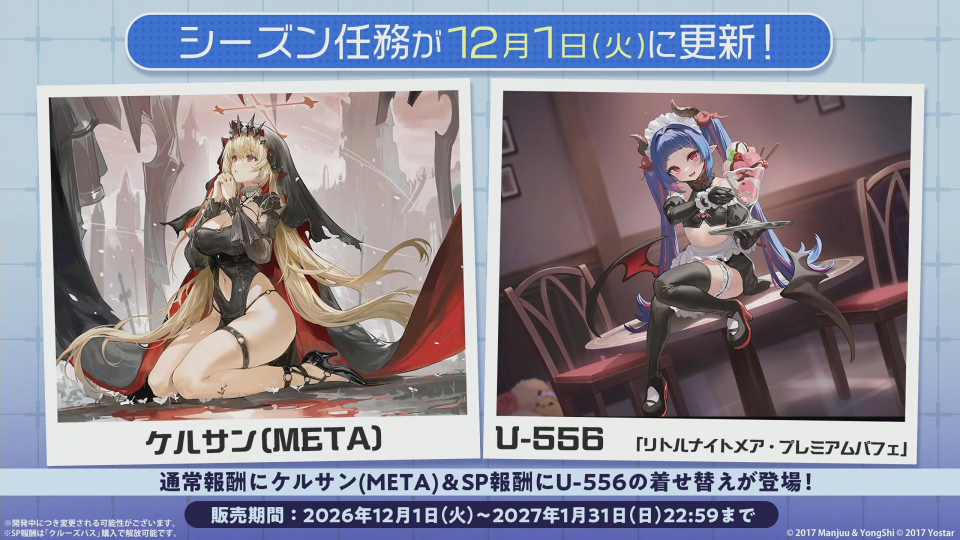 シーズン任務が12月1日(火)に更新!
ケルサン(META)
U-556 「リトルナイトメア・プレミアムパフェ」
通常報酬にケルサン(META)&SP報酬にU-556の着せ替えが登場!
販売期間:2026年12月1日(火)~2027年1月31日(日)22:59まで
※開発中につき変更される可能性がございます。
※SP報酬は「クルーズパス」購入で解放可能です。
© 2017 Manjuu & YongShi © 2017 Yostar